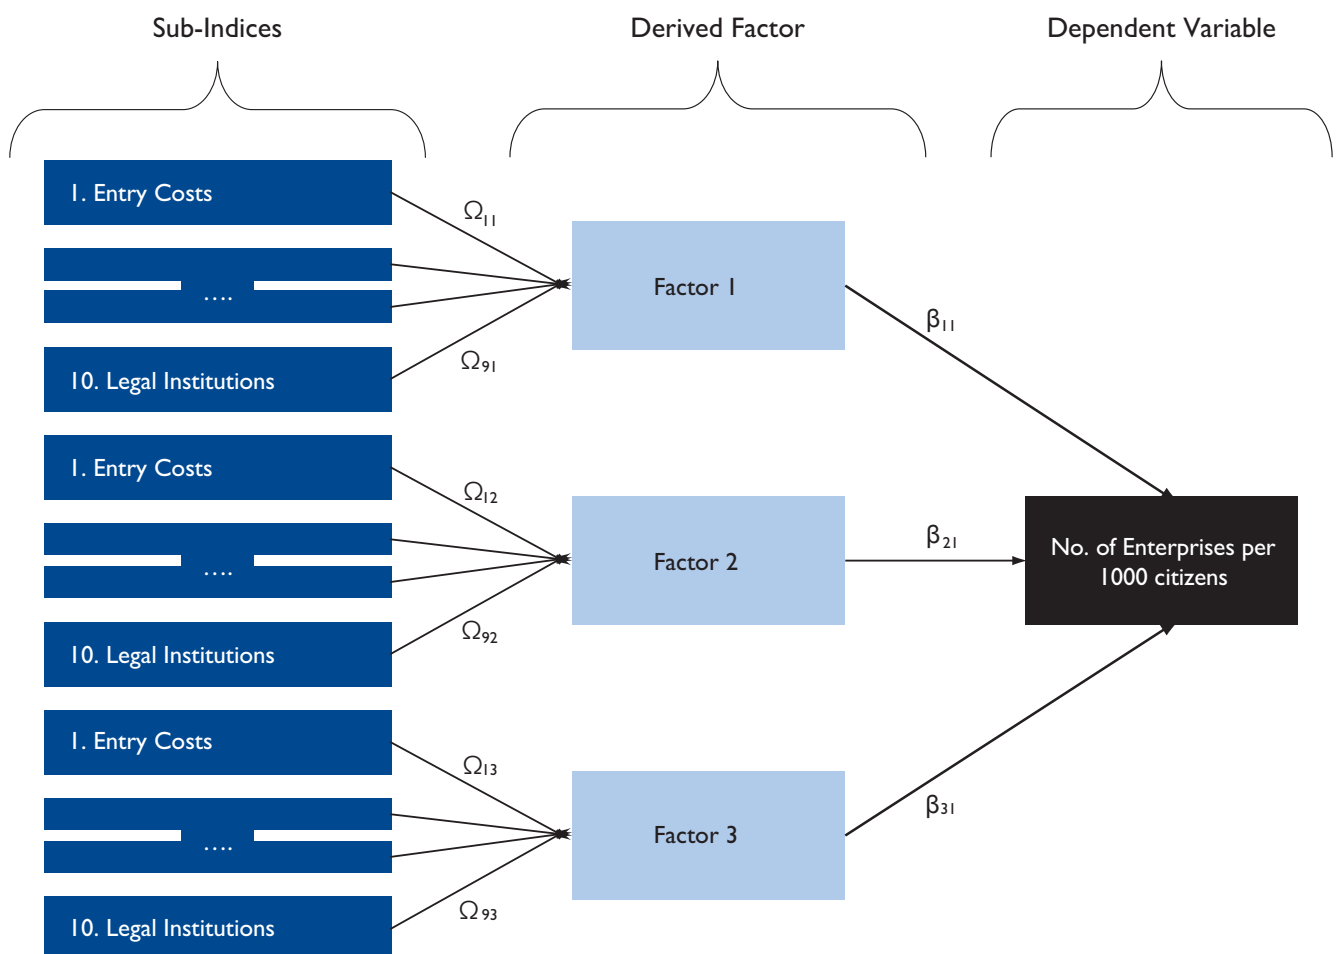 Sub-Indices
Derived Factor
Dependent Variable
1. Entry Costs
....
10. Legal Institutions
Ω₁₁
Ω₉₁
Factor 1
β₁₁
1. Entry Costs
....
10. Legal Institutions
Ω₁₂
Ω₉₂
Factor 2
β₂₁
No. of Enterprises per
1000 citizens
1. Entry Costs
....
10. Legal Institutions
Ω₁₃
Ω₉₃
Factor 3
β₃₁